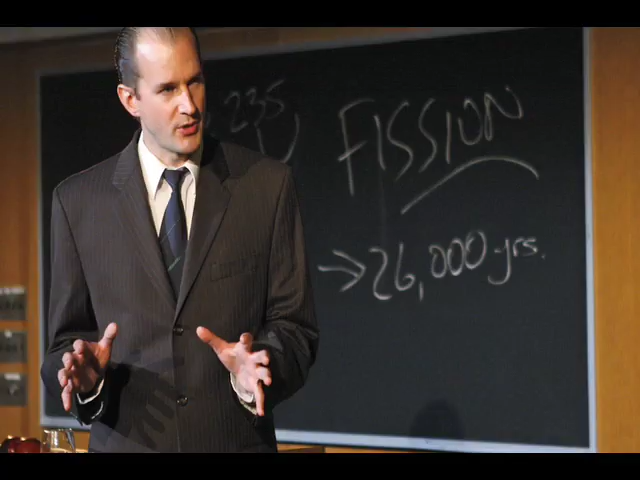 235
U
FISSION
→26,000 yrs.